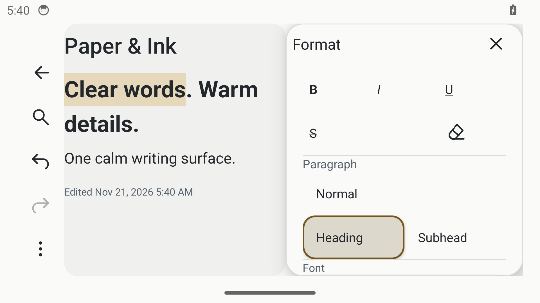 5:40
Paper & Ink
Clear words. Warm
details.
One calm writing surface.
Edited Nov 21, 2026 5:40 AM
Format
B
I
U
S
Paragraph
Normal
Heading
Subhead
Font